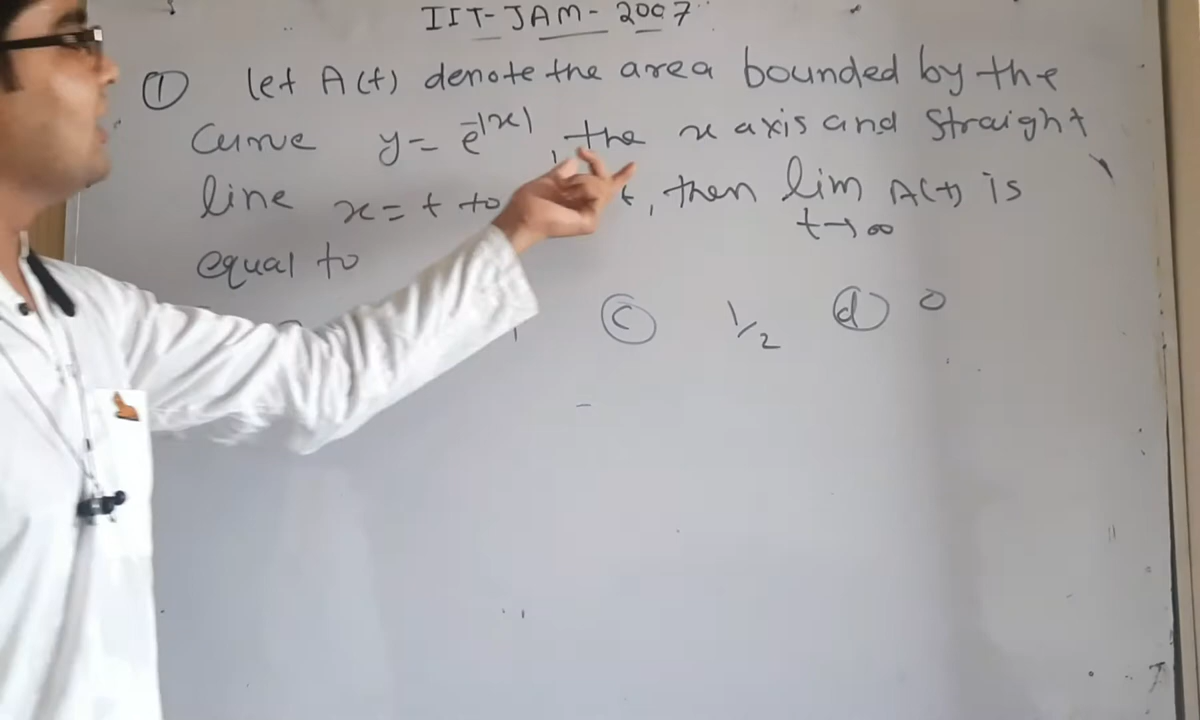 IIT-JAM-2007
① let A(t) denote the area bounded by the
Curve y = e^-|x|, the x axis and straight
line x = t to t, then lim A(t) is
t→∞
equal to
ⓒ 1/2 ⓓ 0